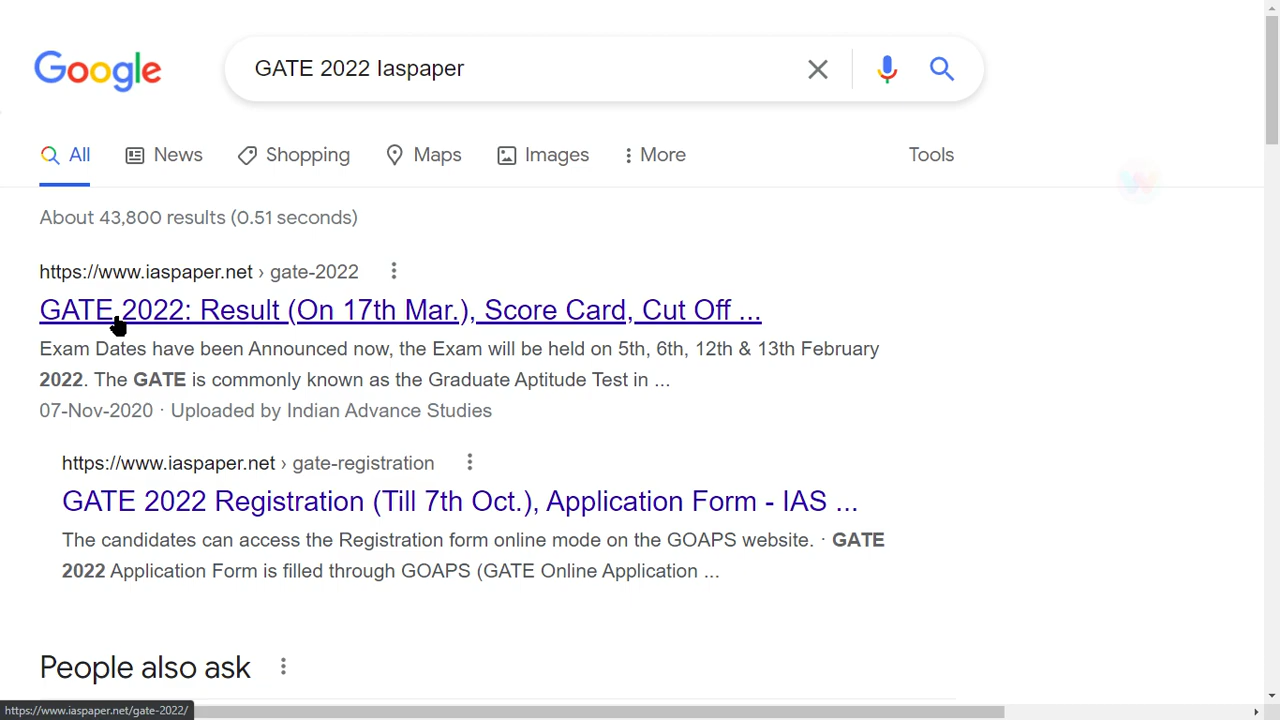 Google
GATE 2022 Iaspaper
All News Shopping Maps Images More Tools
About 43,800 results (0.51 seconds)
https://www.iaspaper.net › gate-2022
GATE 2022: Result (On 17th Mar.), Score Card, Cut Off ...
Exam Dates have been Announced now, the Exam will be held on 5th, 6th, 12th & 13th February
2022. The GATE is commonly known as the Graduate Aptitude Test in ...
07-Nov-2020 · Uploaded by Indian Advance Studies
https://www.iaspaper.net › gate-registration
GATE 2022 Registration (Till 7th Oct.), Application Form - IAS ...
The candidates can access the Registration form online mode on the GOAPS website. · GATE
2022 Application Form is filled through GOAPS (GATE Online Application ...
People also ask
https://www.iaspaper.net/gate-2022/